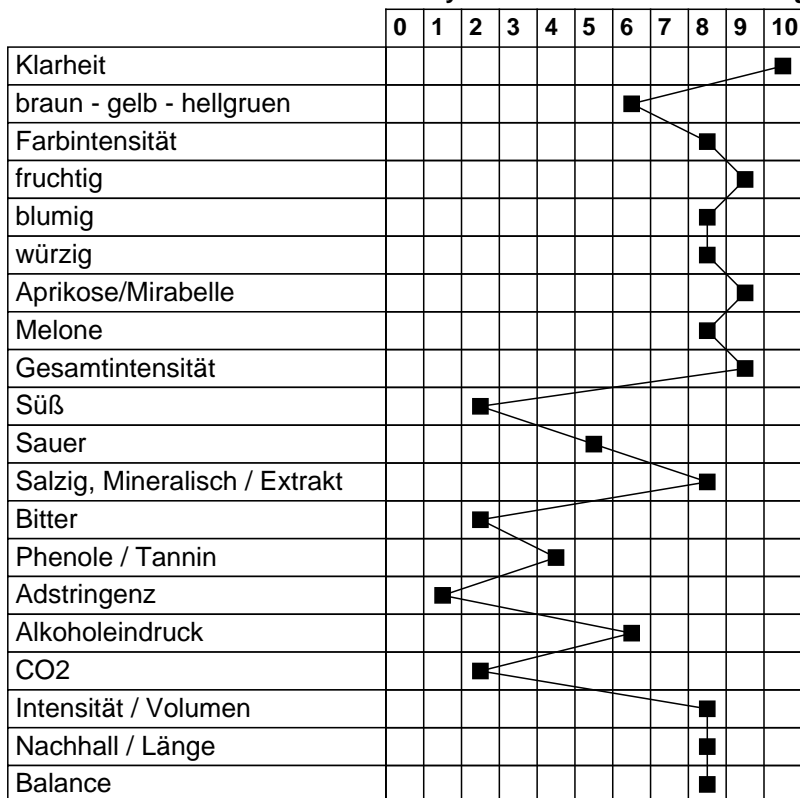 0 1 2 3 4 5 6 7 8 9 10
Klarheit
braun - gelb - hellgruen
Farbintensität
fruchtig
blumig
würzig
Aprikose/Mirabelle
Melone
Gesamtintensität
Süß
Sauer
Salzig, Mineralisch / Extrakt
Bitter
Phenole / Tannin
Adstringenz
Alkoholeindruck
CO2
Intensität / Volumen
Nachhall / Länge
Balance